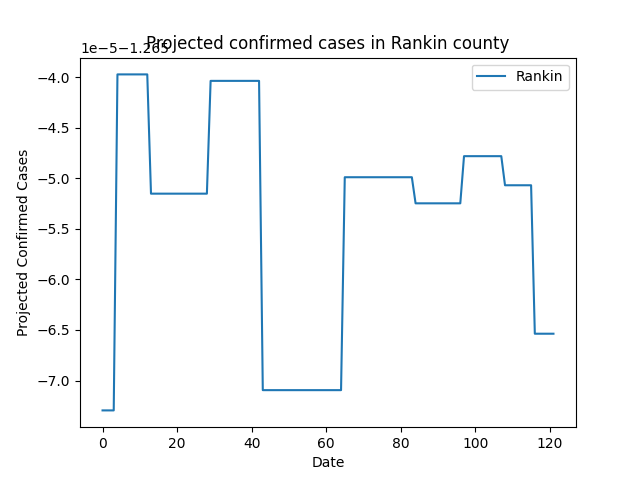 Projected confirmed cases in Rankin county
1e−5−1.265
Rankin
−4.0
−4.5
−5.0
−5.5
−6.0
−6.5
−7.0
Projected Confirmed Cases
0 20 40 60 80 100 120
Date